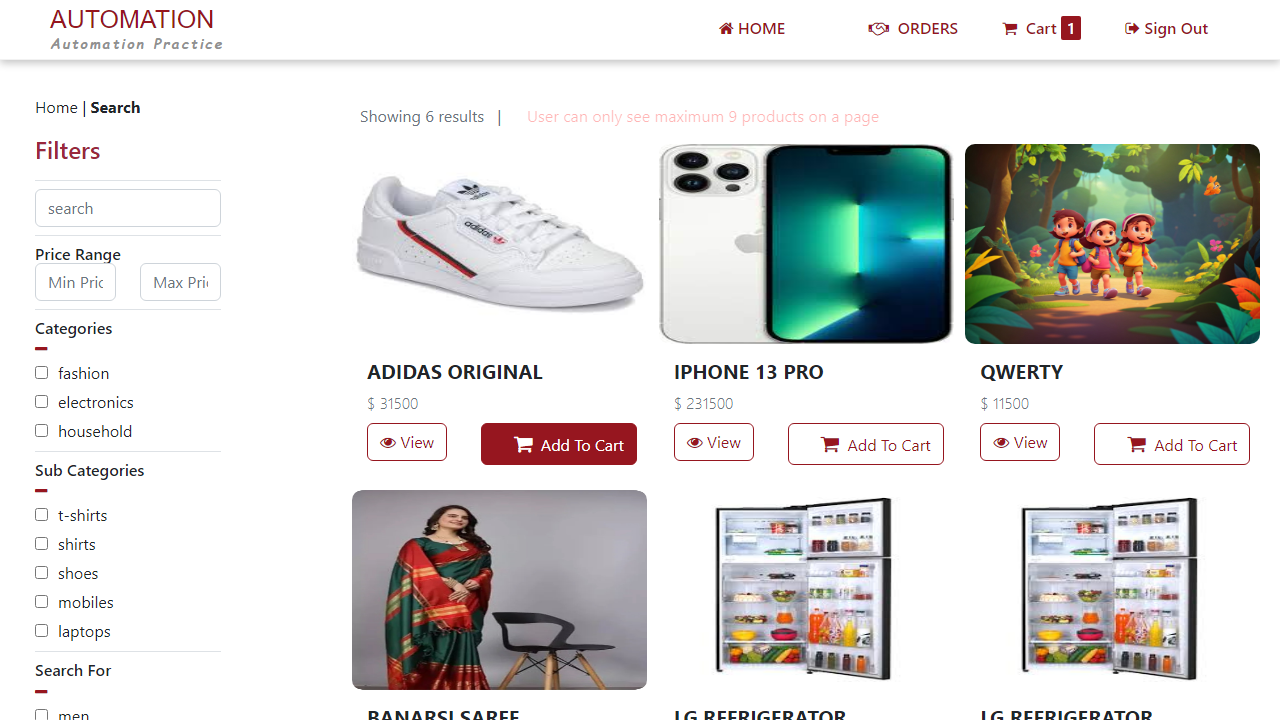 AUTOMATION
Automation Practice
HOME
ORDERS
Cart 1
Sign Out
Home | Search
Filters
search
Price Range
Min Pric
Max Pric
Categories
fashion
electronics
household
Sub Categories
t-shirts
shirts
shoes
mobiles
laptops
Search For
men
Showing 6 results |
User can only see maximum 9 products on a page
adidas
adidas
ADIDAS ORIGINAL
$ 31500
View
Add To Cart
IPHONE 13 PRO
$ 231500
View
Add To Cart
QWERTY
$ 11500
View
Add To Cart
BANARSI SAREE
LG REFRIGERATOR
LG REFRIGERATOR